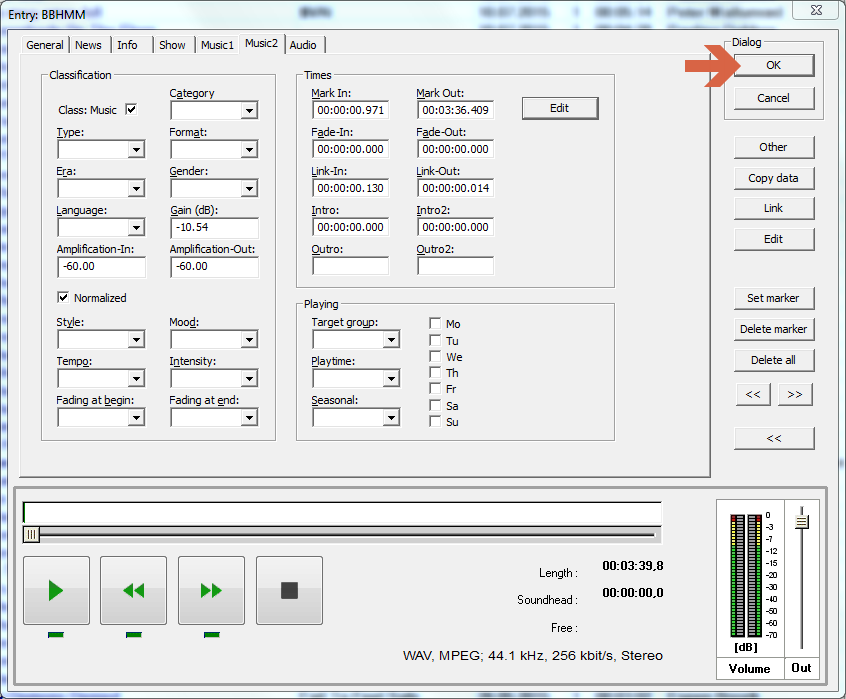 Entry: BBHMM
General News Info Show Music1 Music2 Audio
Classification
Class: Music
Category
Type:
Format:
Era:
Gender:
Language:
Gain (dB):
-10.54
Amplification-In:
Amplification-Out:
-60.00
-60.00
Normalized
Style:
Mood:
Tempo:
Intensity:
Fading at begin:
Fading at end:
Times
Mark In:
Mark Out:
00:00:00.971
00:03:36.409
Edit
Fade-In:
Fade-Out:
00:00:00.000
00:00:00.000
Link-In:
Link-Out:
00:00:00.130
00:00:00.014
Intro:
Intro2:
00:00:00.000
00:00:00.000
Outro:
Outro2:
Playing
Target group:
Playtime:
Seasonal:
Mo
Tu
We
Th
Fr
Sa
Su
Dialog
OK
Cancel
Other
Copy data
Link
Edit
Set marker
Delete marker
Delete all
<< >>
<<
Length : 00:03:39,8
Soundhead : 00:00:00,0
Free :
WAV, MPEG; 44.1 kHz, 256 kbit/s, Stereo
0
-3
-7
-12
-15
-20
-30
-40
-50
-60
-70
[dB]
Volume
Out